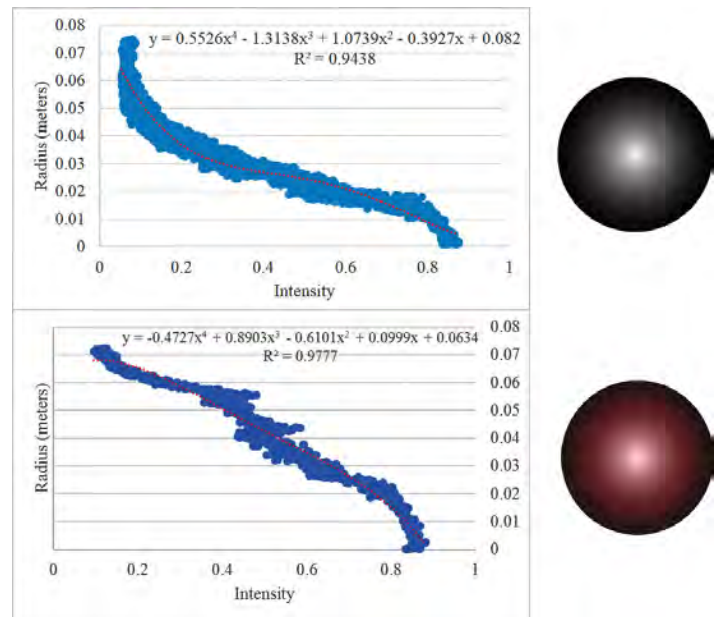 0.08
y = 0.5526x⁴ - 1.3138x³ + 1.0739x² - 0.3927x + 0.082
R² = 0.9438
0.07
0.06
0.05
0.04
0.03
0.02
0.01
0
Radius (meters)
0 0.2 0.4 0.6 0.8 1
Intensity
y = -0.4727x⁴ + 0.8903x³ - 0.6101x² + 0.0999x + 0.0634
R² = 0.9777
0.08
0.07
0.06
0.05
0.04
0.03
0.02
0.01
0
Radius (meters)
0 0.2 0.4 0.6 0.8 1
Intensity